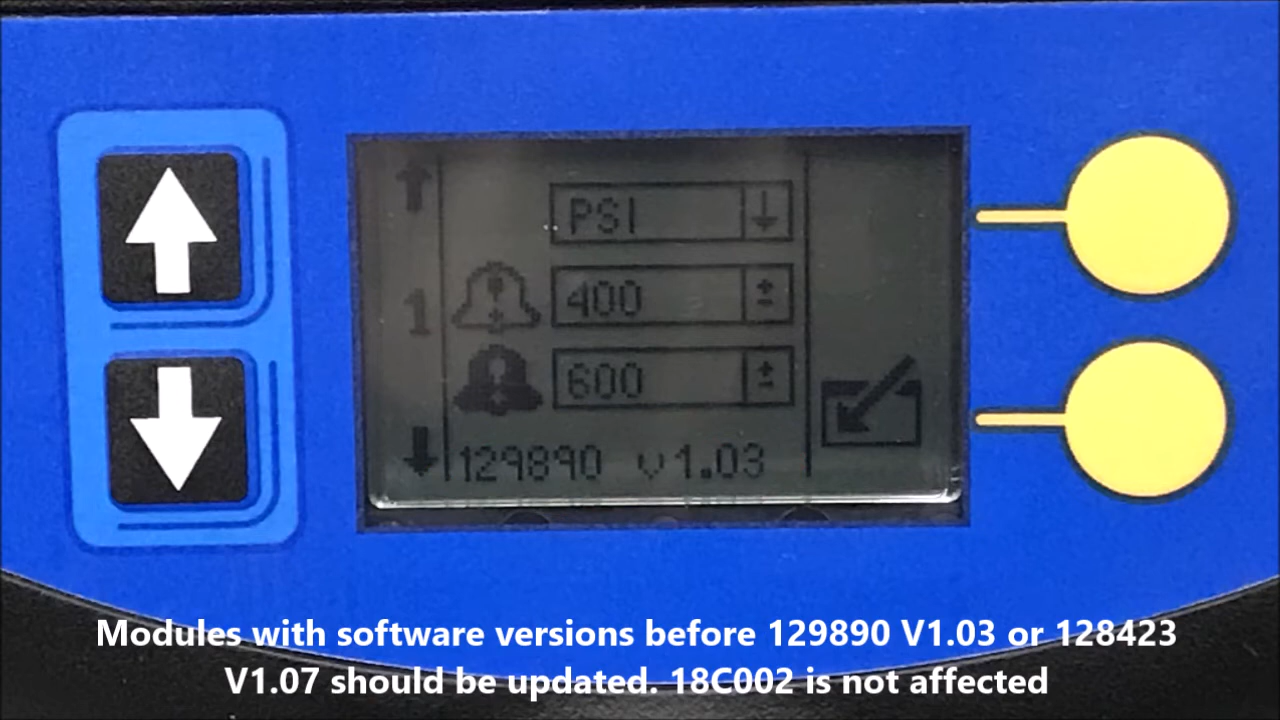 PSI
1
400
600
129890 v1.03
Modules with software versions before 129890 V1.03 or 128423
V1.07 should be updated. 18C002 is not affected